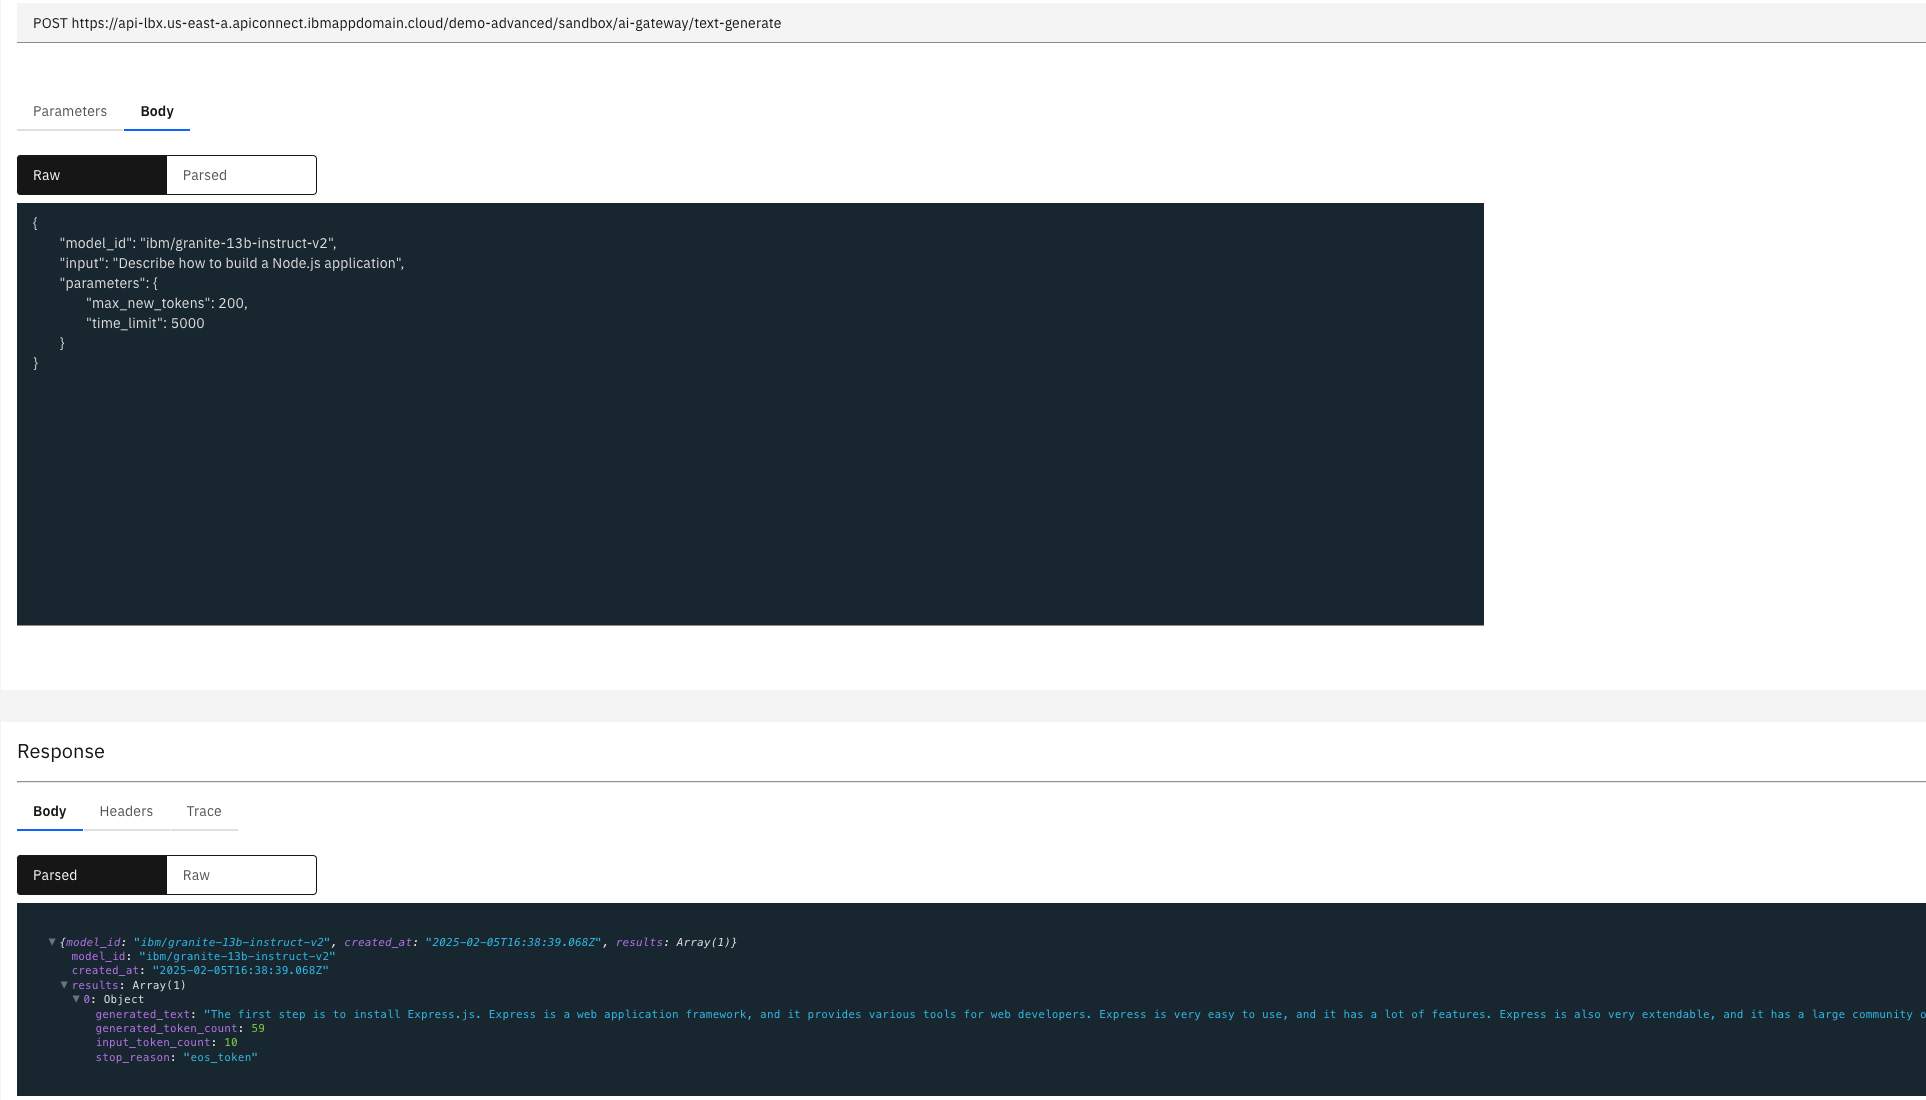 POST https://api-lbx.us-east-a.apiconnect.ibmappdomain.cloud/demo-advanced/sandbox/ai-gateway/text-generate
Parameters Body
Raw Parsed
{
"model_id": "ibm/granite-13b-instruct-v2",
"input": "Describe how to build a Node.js application",
"parameters": {
"max_new_tokens": 200,
"time_limit": 5000
}
}
Response
Body Headers Trace
Parsed Raw
▼{model_id: "ibm/granite-13b-instruct-v2", created_at: "2025-02-05T16:38:39.068Z", results: Array(1)}
model_id: "ibm/granite-13b-instruct-v2"
created_at: "2025-02-05T16:38:39.068Z"
▼results: Array(1)
▼0: Object
generated_text: "The first step is to install Express.js. Express is a web application framework, and it provides various tools for web developers. Express is very easy to use, and it has a lot of features. Express is also very extendable, and it has a large community
generated_token_count: 59
input_token_count: 10
stop_reason: "eos_token"